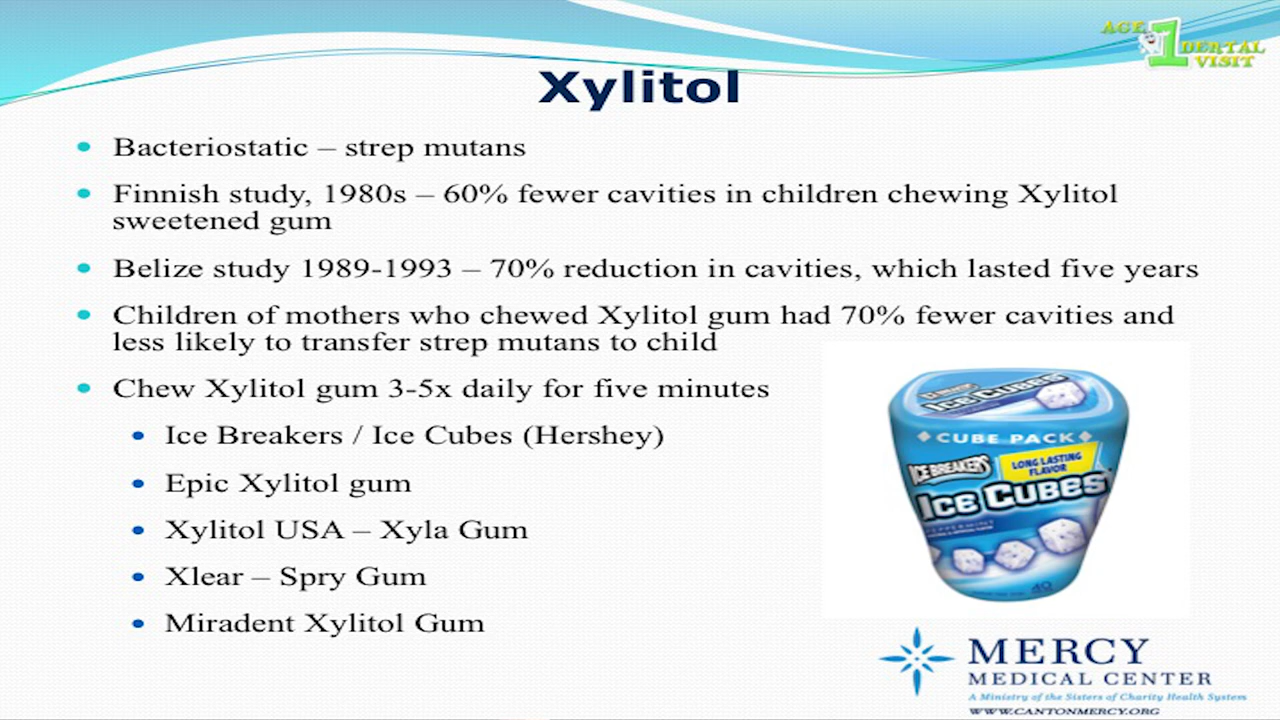 AGE 1 DENTAL VISIT
Xylitol
Bacteriostatic – strep mutans
Finnish study, 1980s – 60% fewer cavities in children chewing Xylitol
sweetened gum
Belize study 1989-1993 – 70% reduction in cavities, which lasted five years
Children of mothers who chewed Xylitol gum had 70% fewer cavities and
less likely to transfer strep mutans to child
Chew Xylitol gum 3-5x daily for five minutes
Ice Breakers / Ice Cubes (Hershey)
Epic Xylitol gum
Xylitol USA – Xyla Gum
Xlear – Spry Gum
Miradent Xylitol Gum
ICE CUBES
CUBE PACK
ICE BREAKERS
LONG LASTING
FLAVOR
ICE CUBES
PEPPERMINT
40
MERCY
MEDICAL CENTER
A Ministry of the Sisters of Charity Health System
WWW.CANTONMERCY.ORG